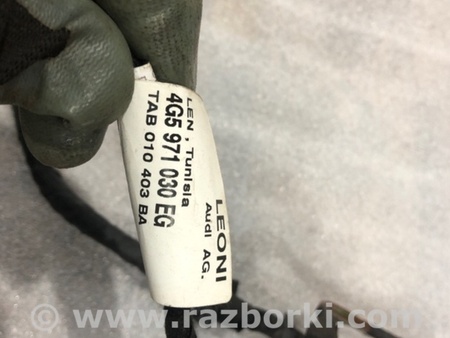 LEONI
Audi AG.
LEN , Tunisia
4G5 971 030 EG
TAB 010 403 BA
© www.razborki.com